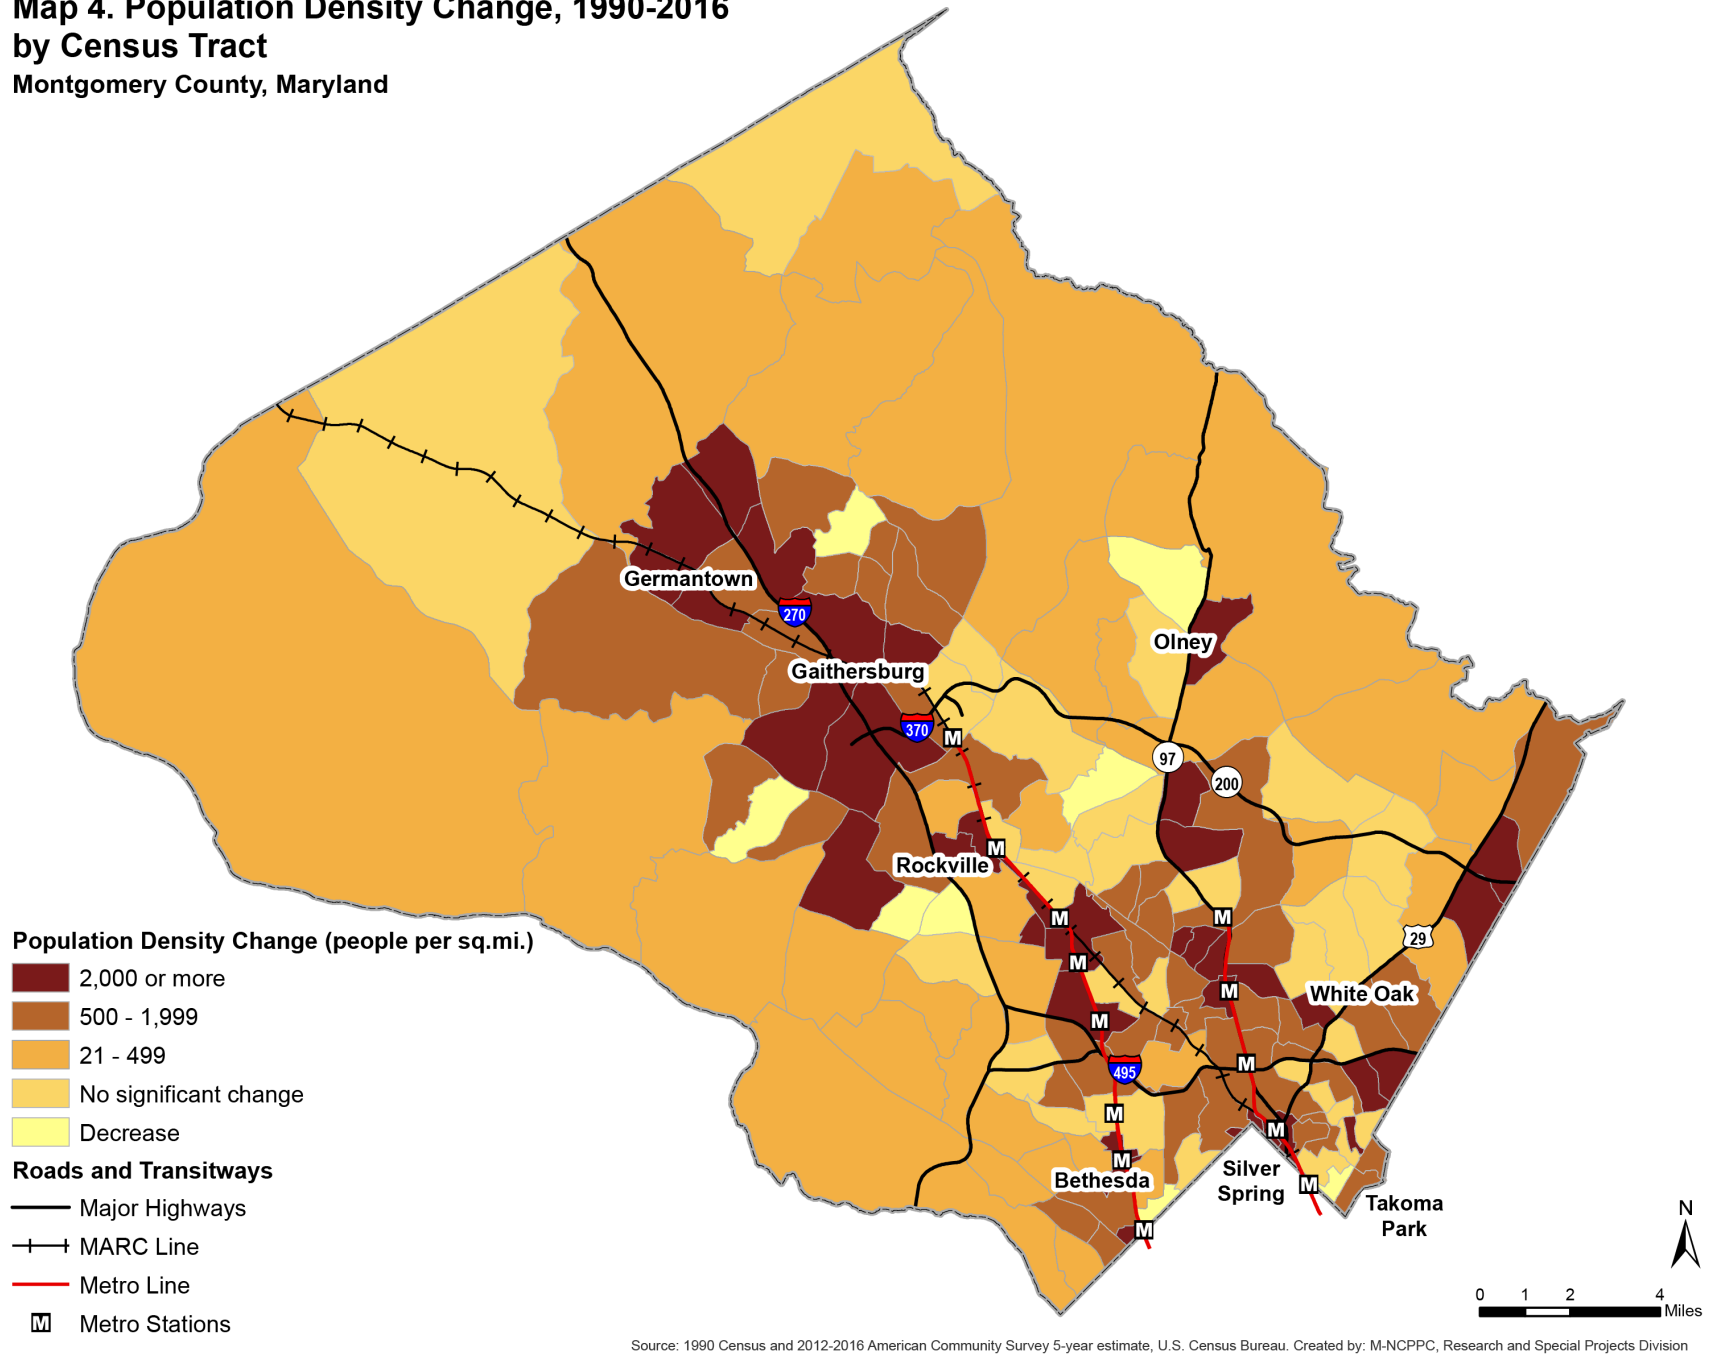 Map 4. Population Density Change, 1990-2016
by Census Tract
Montgomery County, Maryland
Germantown
270
Gaithersburg
Olney
370
M
97
200
M
Rockville
M
M
29
M
M
White Oak
M
M
495
M
M
M
Bethesda
Silver
Spring
M
Takoma
Park
M
Population Density Change (people per sq.mi.)
2,000 or more
500 - 1,999
21 - 499
No significant change
Decrease
Roads and Transitways
Major Highways
MARC Line
Metro Line
M Metro Stations
N
0 1 2 4
Miles
Source: 1990 Census and 2012-2016 American Community Survey 5-year estimate, U.S. Census Bureau. Created by: M-NCPPC, Research and Special Projects Division